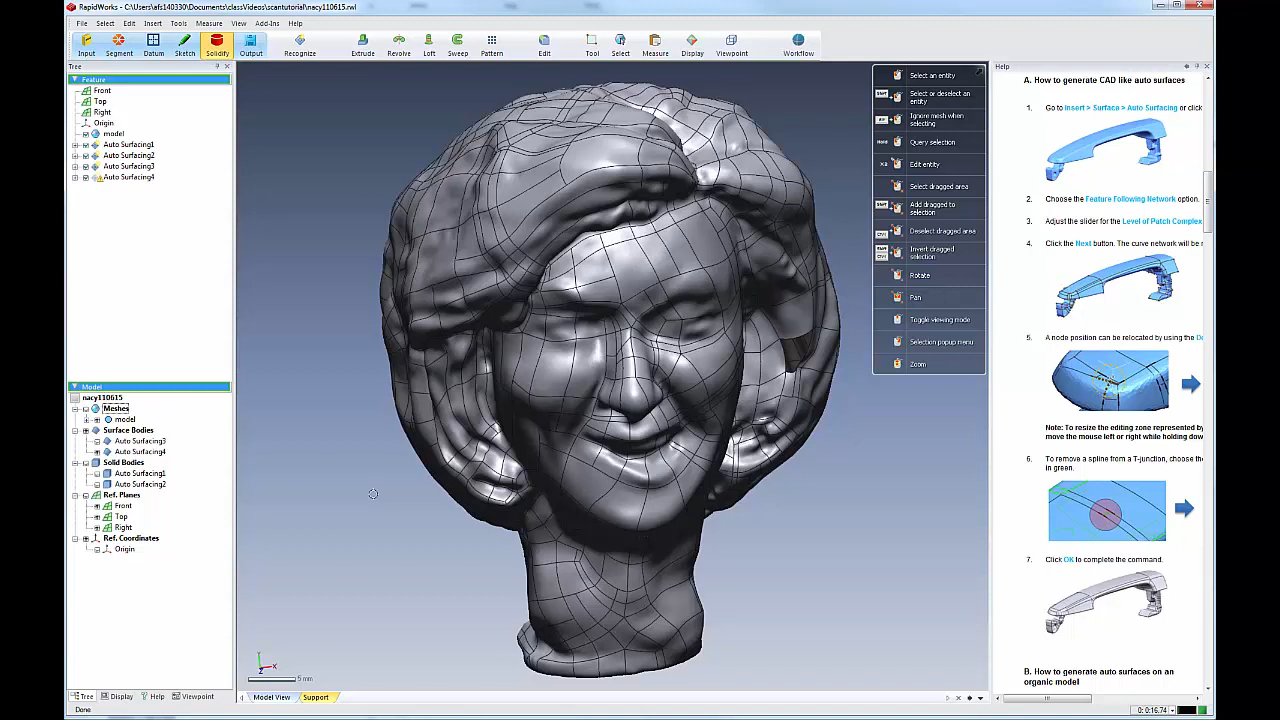 RapidWorks - C:\Users\afs140330\Documents\classVideos\scantutorial\nacy110615.rwl
File Select Edit Insert Tools Measure View Add-Ins Help
Input Segment Datum Sketch Solidify Output Recognize Extrude Revolve Loft Sweep Pattern Edit Tool Select Measure Display Viewpoint Workflow
Tree
Feature
Front
Top
Right
Origin
model
Auto Surfacing1
Auto Surfacing2
Auto Surfacing3
Auto Surfacing4
Model
nacy110615
Meshes
model
Surface Bodies
Auto Surfacing3
Auto Surfacing4
Solid Bodies
Auto Surfacing1
Auto Surfacing2
Ref. Planes
Front
Top
Right
Ref. Coordinates
Origin
Tree Display Help Viewpoint
Done
5 mm
Model View Support
Select an entity
Select or deselect an
entity
Ignore mesh when
selecting
Query selection
Edit entity
Select dragged area
Add dragged to
selection
Deselect dragged area
Invert dragged
selection
Rotate
Pan
Toggle viewing mode
Selection popup menu
Zoom
Help
A. How to generate CAD like auto surfaces
1. Go to Insert > Surface > Auto Surfacing or click
2. Choose the Feature Following Network option.
3. Adjust the slider for the Level of Patch Complex
4. Click the Next button. The curve network will be
5. A node position can be relocated by using the
Note: To resize the editing zone represented by
move the mouse left or right while holding down
6. To remove a spline from a T-junction, choose the
in green.
7. Click OK to complete the command.
B. How to generate auto surfaces on an
organic model
0: 0:16.74